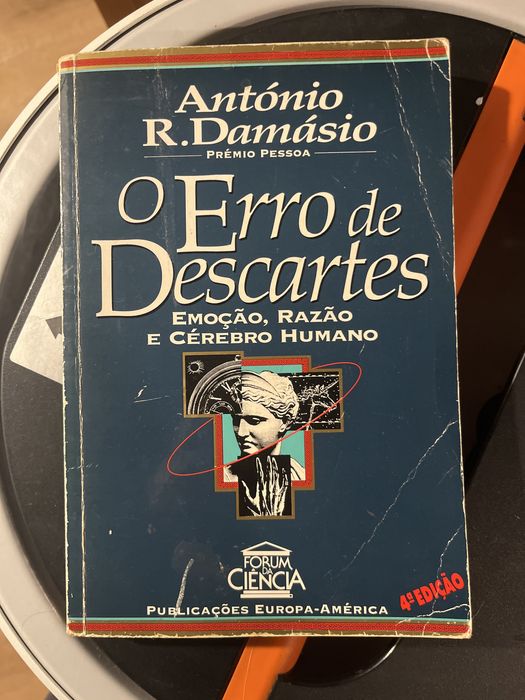 António
R. Damásio
PRÉMIO PESSOA
O Erro de
Descartes
EMOÇÃO, RAZÃO
E CÉREBRO HUMANO
FORUM
DA
CIÊNCIA
4ª EDIÇÃO
PUBLICAÇÕES EUROPA-AMÉRICA